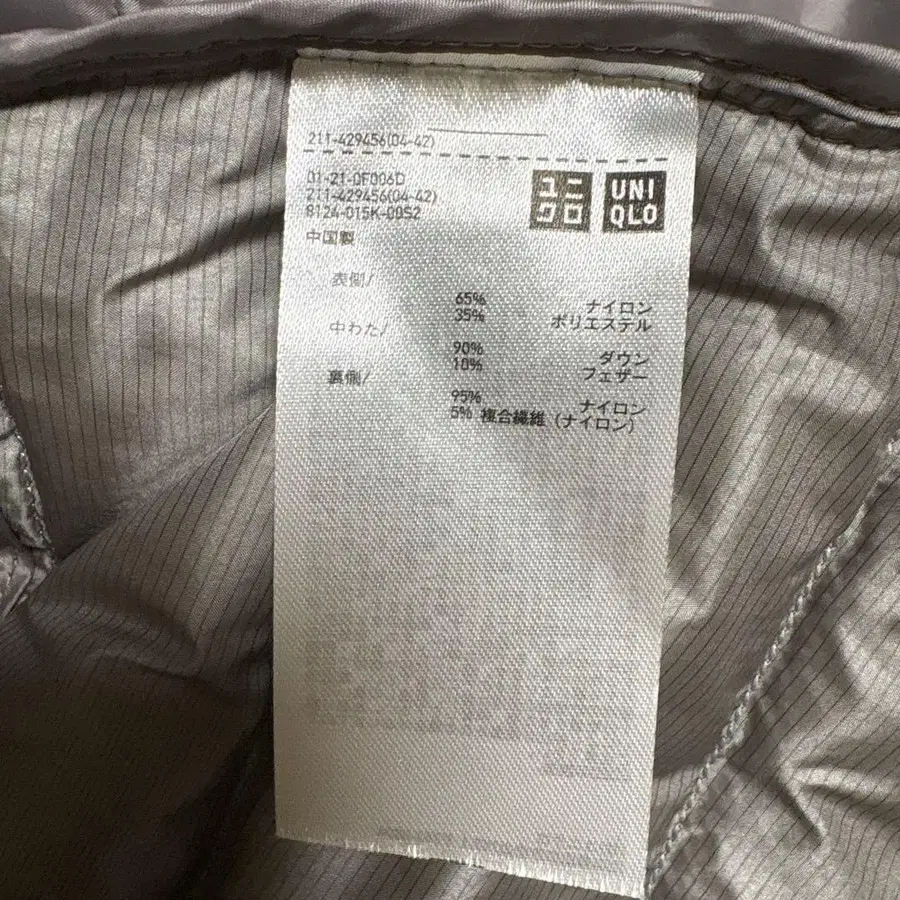 211-429456(04-42)
01-21-0F006D
211-429456(04-42)
8124-015K-00S2
ユニ
クロ
UNI
QLO
中国製
表側/
65% ナイロン
35% ポリエステル
中わた/
90% ダウン
10% フェザー
裏側/
95% ナイロン
5% 複合繊維 (ナイロン)